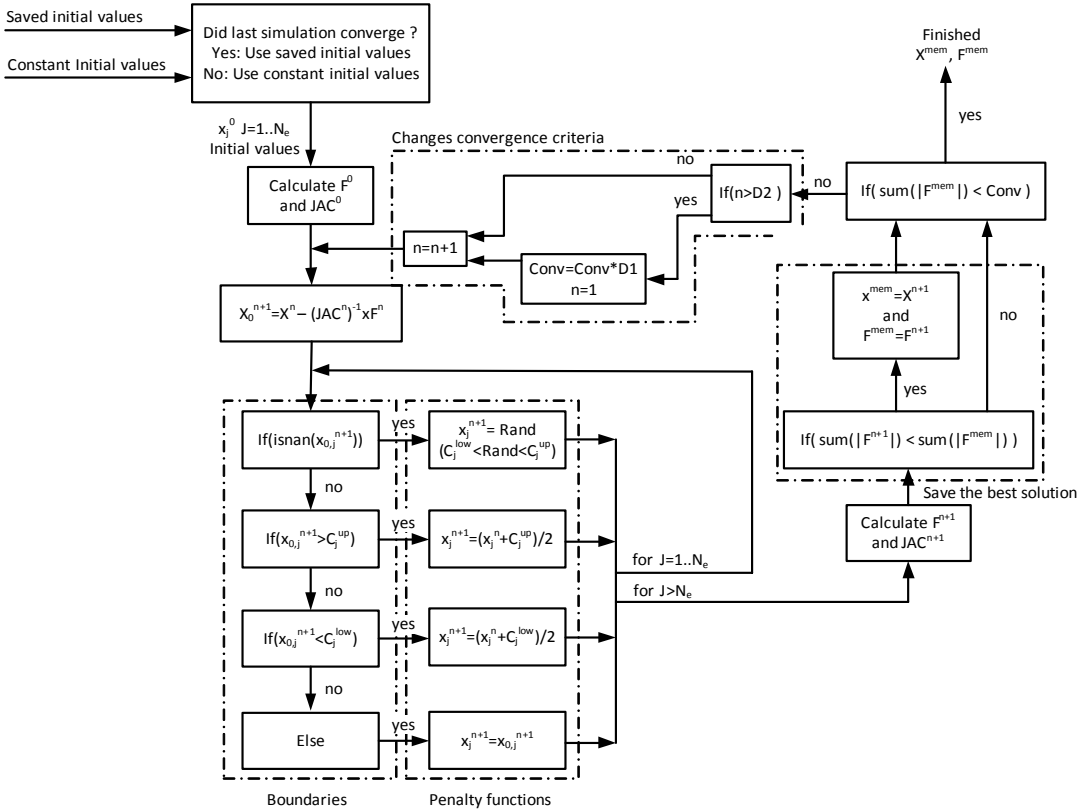 Saved initial values
Constant Initial values
Did last simulation converge ?
Yes: Use saved initial values
No: Use constant initial values
x_j^0 J=1..N_e
Initial values
Calculate F^0
and JAC^0
Changes convergence criteria
no
yes
If(n>D2 )
n=n+1
Conv=Conv*D1
n=1
no
Finished
X^mem, F^mem
yes
If( sum(|F^mem|) < Conv )
x^mem=X^n+1
and
F^mem=F^n+1
no
yes
If( sum(|F^n+1|) < sum(|F^mem|) )
Save the best solution
Calculate F^n+1
and JAC^n+1
X_0^n+1=X^n – (JAC^n)^-1 xF^n
If(isnan(x_0,j^n+1))
yes
x_j^n+1= Rand
(C_j^low<Rand<C_j^up)
no
If(x_0,j^n+1>C_j^up)
yes
x_j^n+1=(x_j^n+C_j^up)/2
for J=1..N_e
for J>N_e
no
If(x_0,j^n+1<C_j^low)
yes
x_j^n+1=(x_j^n+C_j^low)/2
no
Else
yes
x_j^n+1=x_0,j^n+1
Boundaries
Penalty functions